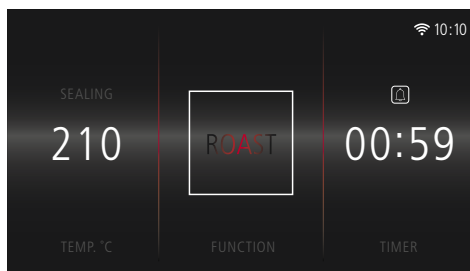 10:10
SEALING
210
ROAST
00:59
TEMP. °C
FUNCTION
TIMER